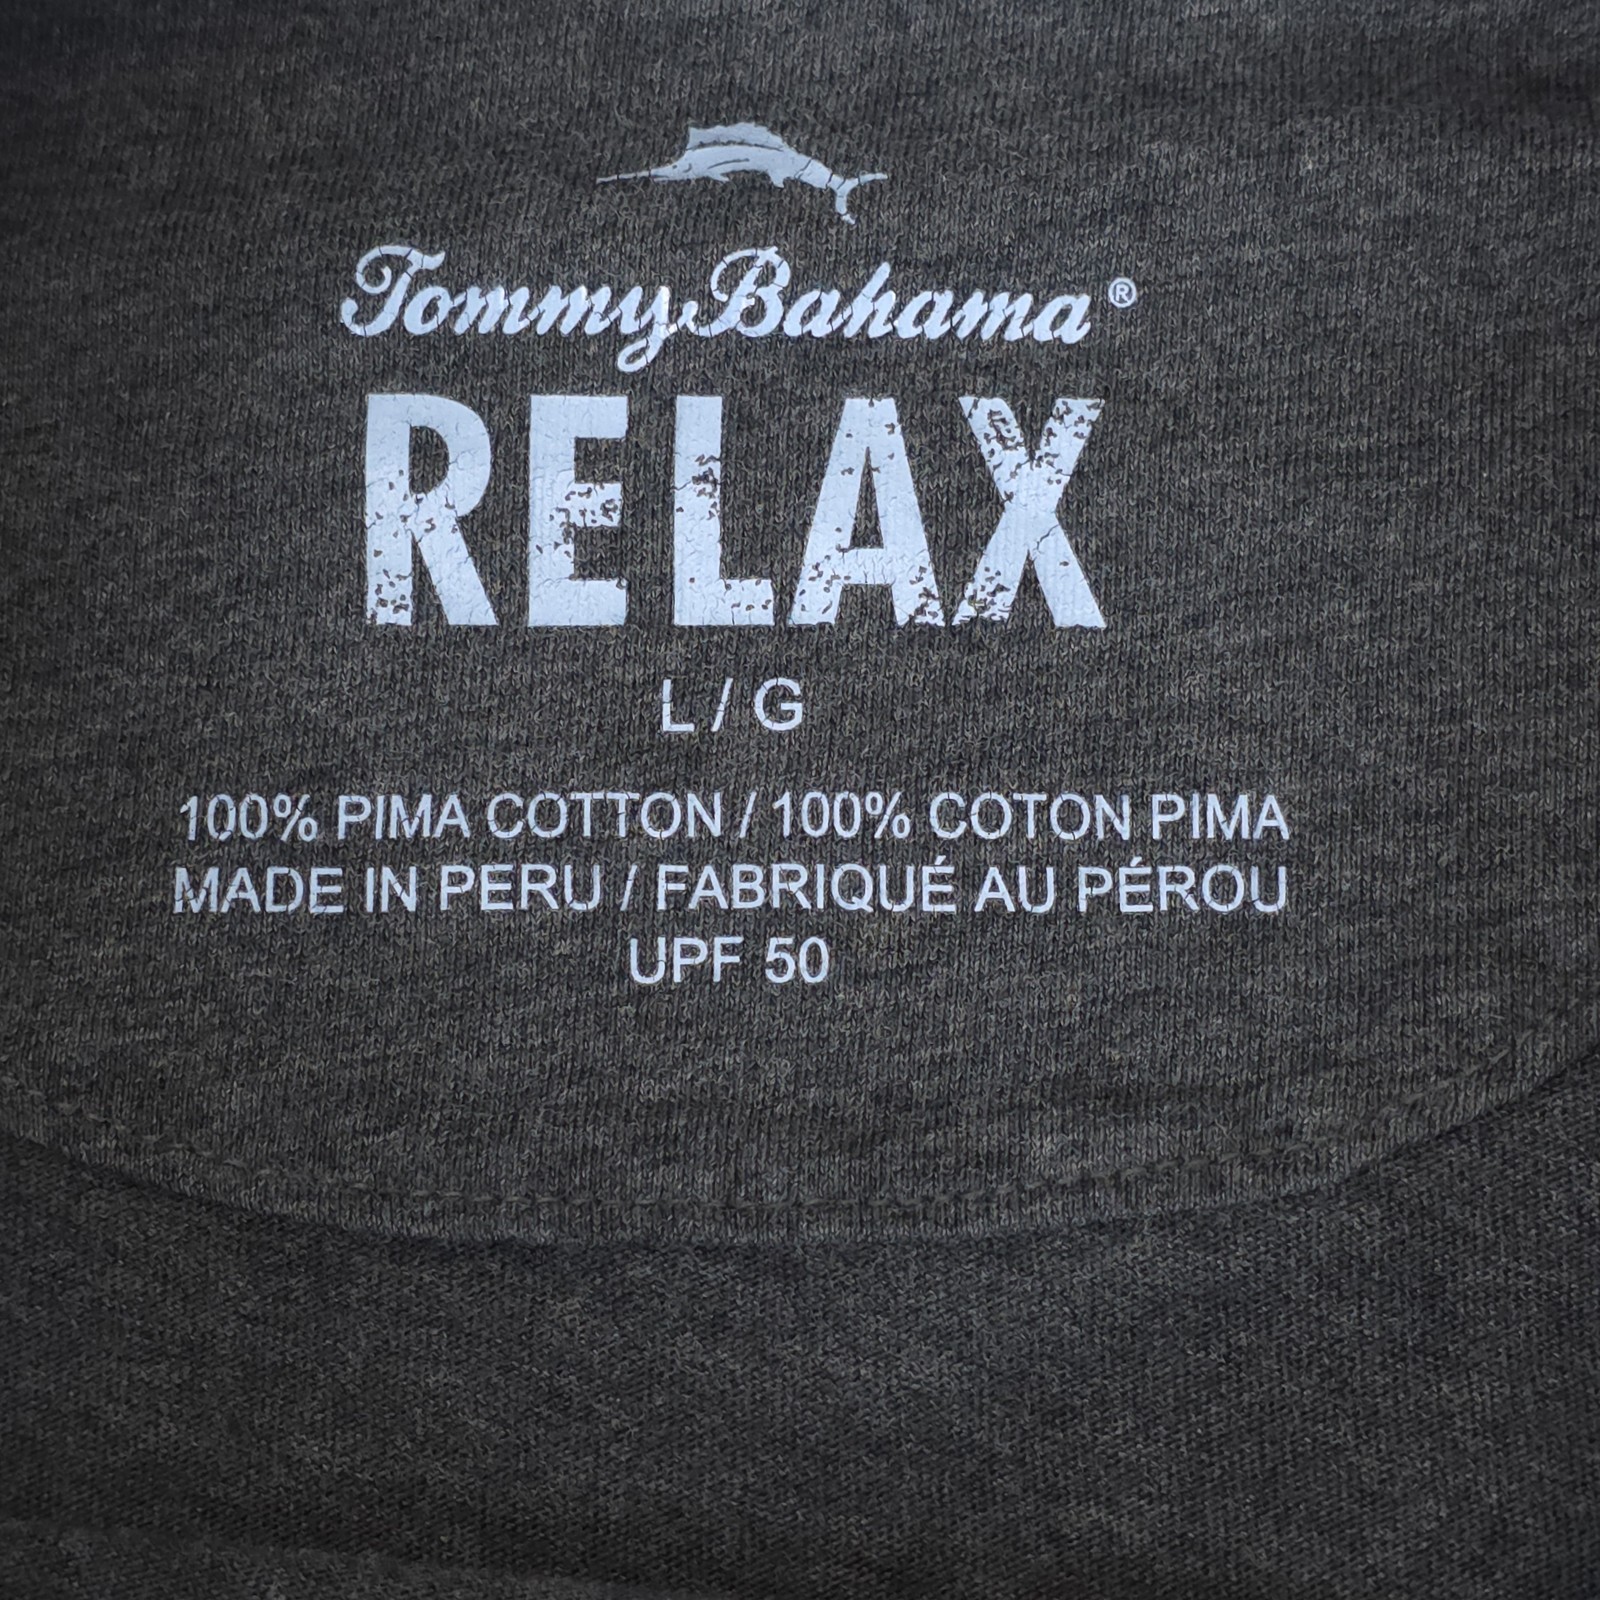 Tommy Bahama®
RELAX
L / G
100% PIMA COTTON / 100% COTON PIMA
MADE IN PERU / FABRIQUÉ AU PÉROU
UPF 50